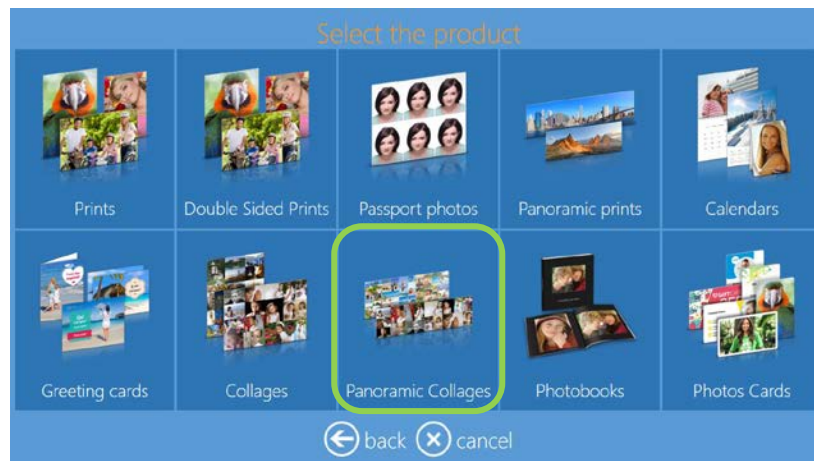 Select the product
Prints
Double Sided Prints
Passport photos
Panoramic prints
Calendars
Greeting cards
Collages
Panoramic Collages
Photobooks
Photos Cards
back
cancel